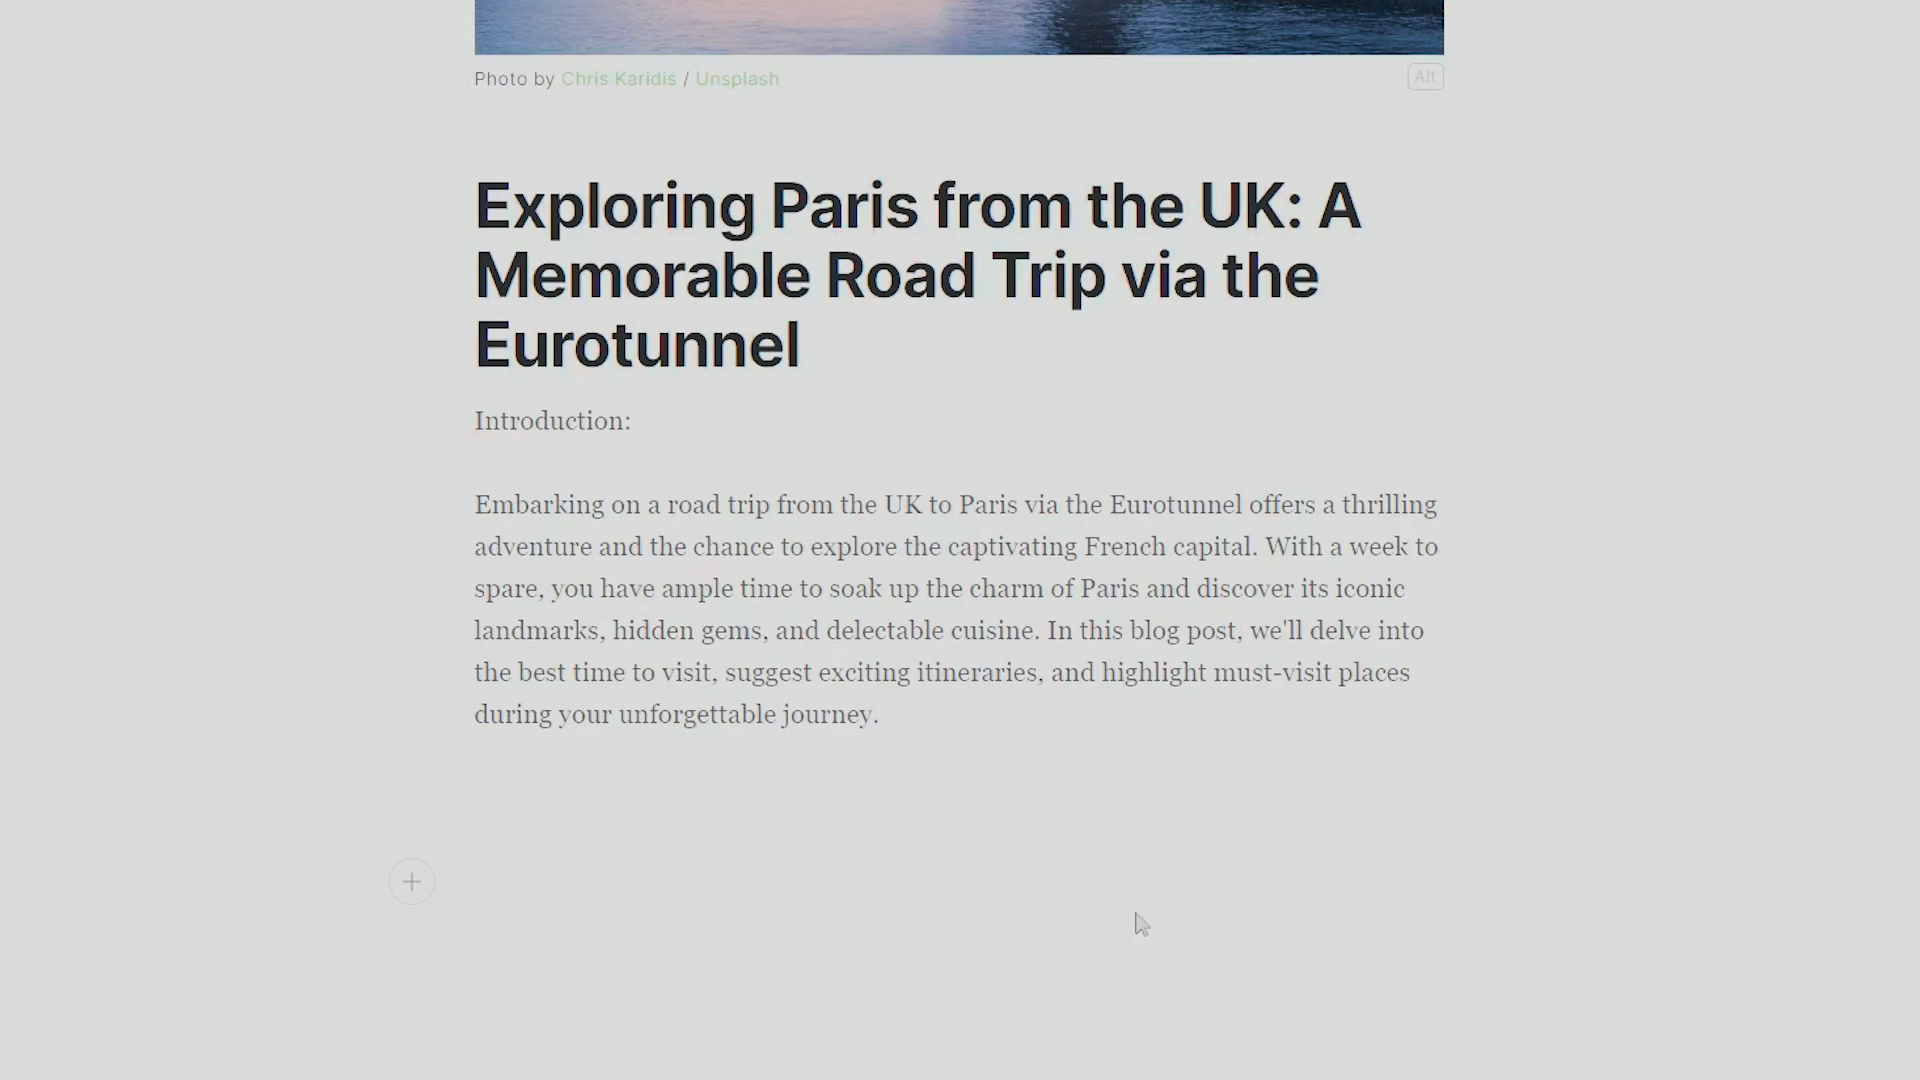 Photo by Chris Karidis / Unsplash
Alt
Exploring Paris from the UK: A
Memorable Road Trip via the
Eurotunnel
Introduction:
Embarking on a road trip from the UK to Paris via the Eurotunnel offers a thrilling
adventure and the chance to explore the captivating French capital. With a week to
spare, you have ample time to soak up the charm of Paris and discover its iconic
landmarks, hidden gems, and delectable cuisine. In this blog post, we'll delve into
the best time to visit, suggest exciting itineraries, and highlight must-visit places
during your unforgettable journey.